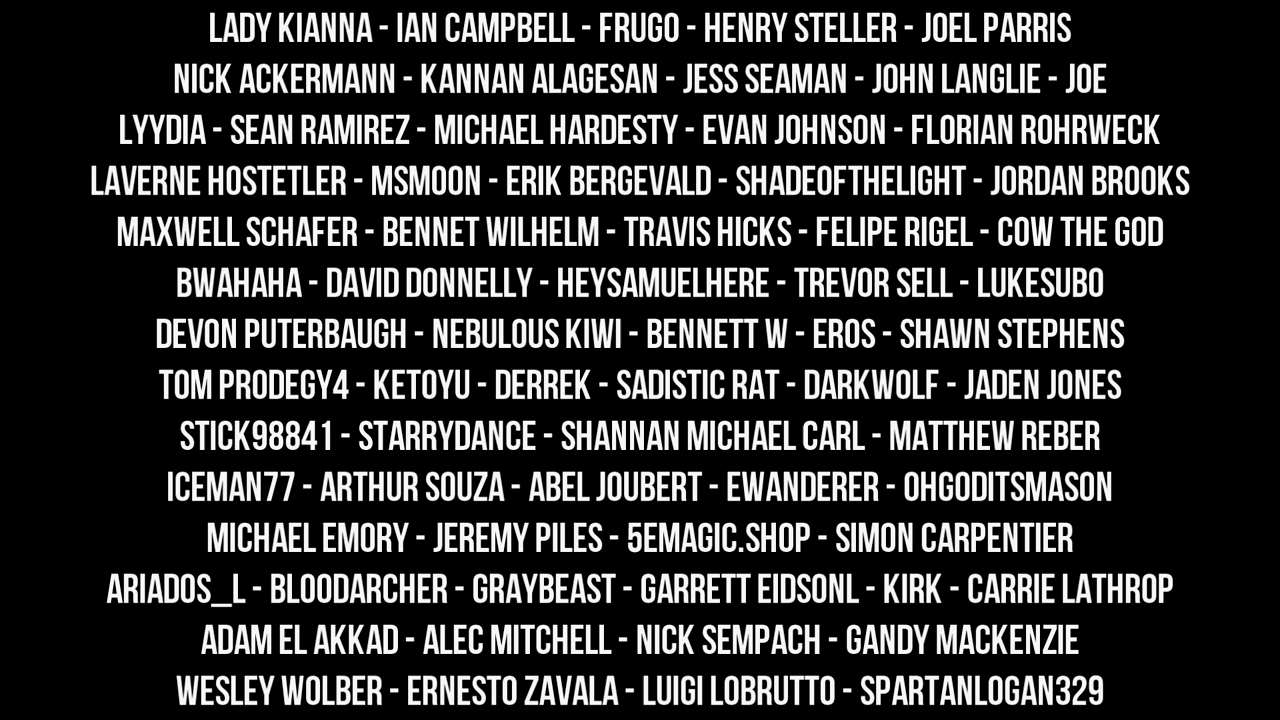 LADY KIANNA - IAN CAMPBELL - FRUGO - HENRY STELLER - JOEL PARRIS
NICK ACKERMANN - KANNAN ALAGESAN - JESS SEAMAN - JOHN LANGLIE - JOE
LYYDIA - SEAN RAMIREZ - MICHAEL HARDESTY - EVAN JOHNSON - FLORIAN ROHRWECK
LAVERNE HOSTETLER - MSMOON - ERIK BERGEVALD - SHADEOFTHELIGHT - JORDAN BROOKS
MAXWELL SCHAFER - BENNET WILHELM - TRAVIS HICKS - FELIPE RIGEL - COW THE GOD
BWAHAHA - DAVID DONNELLY - HEYSAMUELHERE - TREVOR SELL - LUKESUBO
DEVON PUTERBAUGH - NEBULOUS KIWI - BENNETT W - EROS - SHAWN STEPHENS
TOM PRODEGY4 - KETOYU - DERREK - SADISTIC RAT - DARKWOLF - JADEN JONES
STICK98841 - STARRYDANCE - SHANNAN MICHAEL CARL - MATTHEW REBER
ICEMAN77 - ARTHUR SOUZA - ABEL JOUBERT - EWANDERER - OHGODITSMASON
MICHAEL EMORY - JEREMY PILES - 5EMAGIC.SHOP - SIMON CARPENTIER
ARIADOS_L - BLOODARCHER - GRAYBEAST - GARRETT EIDSONL - KIRK - CARRIE LATHROP
ADAM EL AKKAD - ALEC MITCHELL - NICK SEMPACH - GANDY MACKENZIE
WESLEY WOLBER - ERNESTO ZAVALA - LUIGI LOBRUTTO - SPARTANLOGAN329